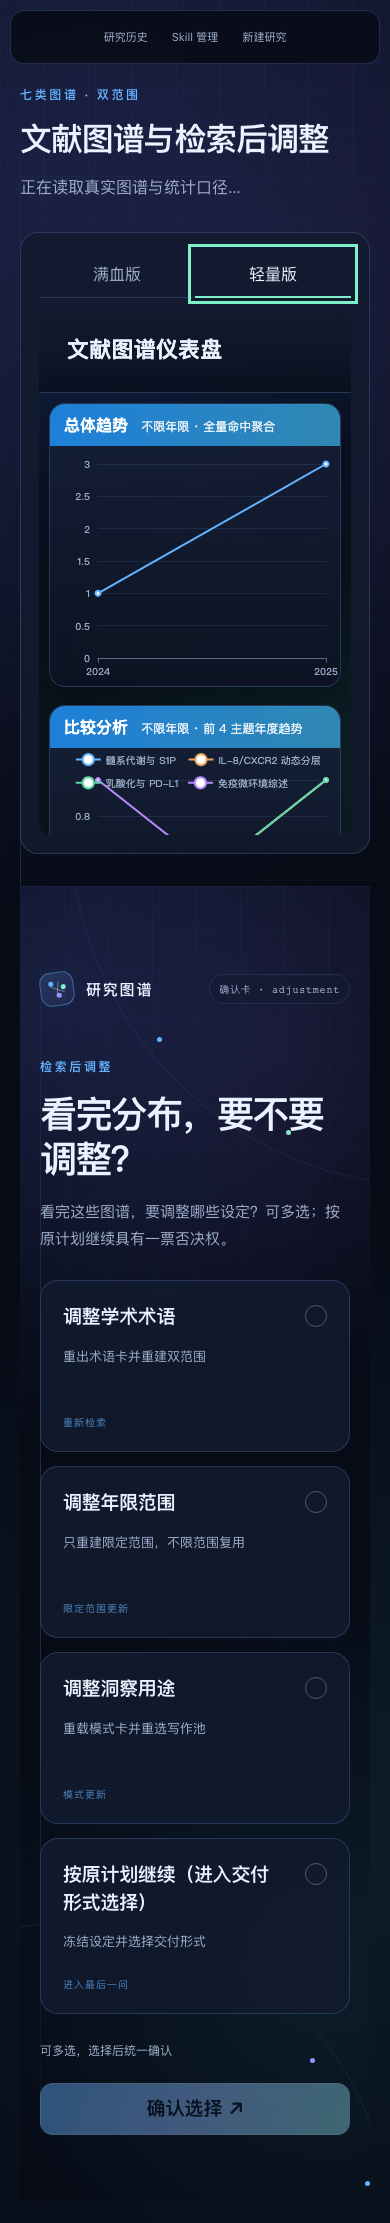 研究历史 Skill 管理 新建研究
七类图谱 · 双范围
文献图谱与检索后调整
正在读取真实图谱与统计口径...
满血版 轻量版
文献图谱仪表盘
总体趋势 不限年限 · 全量命中聚合
3
2.5
2
1.5
1
0.5
0
2024 2025
比较分析 不限年限 · 前 4 主题年度趋势
髓系代谢与 S1P IL-8/CXCR2 动态分层
乳酸化与 PD-L1 免疫微环境综述
0.8
研究图谱 确认卡 · adjustment
检索后调整
看完分布，要不要
调整？
看完这些图谱，要调整哪些设定？可多选；按
原计划继续具有一票否决权。
调整学术术语
重出术语卡并重建双范围
重新检索
调整年限范围
只重建限定范围，不限范围复用
限定范围更新
调整洞察用途
重载模式卡并重选写作池
模式更新
按原计划继续（进入交付
形式选择）
冻结设定并选择交付形式
进入最后一问
可多选，选择后统一确认
确认选择 ↗